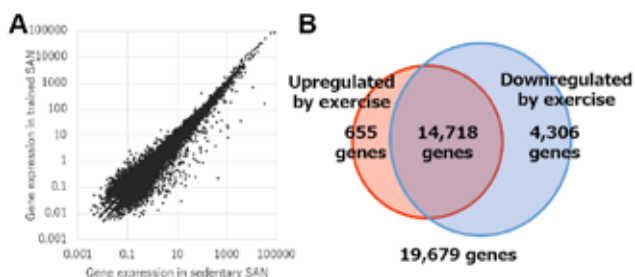 A
Gene expression in trained SAN
100000
10000
1000
100
10
1
0.1
0.01
0.001
0.001
0.1
10
1000
100000
Gene expression in sedentary SAN
B
Upregulated
by exercise
Downregulated
by exercise
655
genes
14,718
genes
4,306
genes
19,679 genes